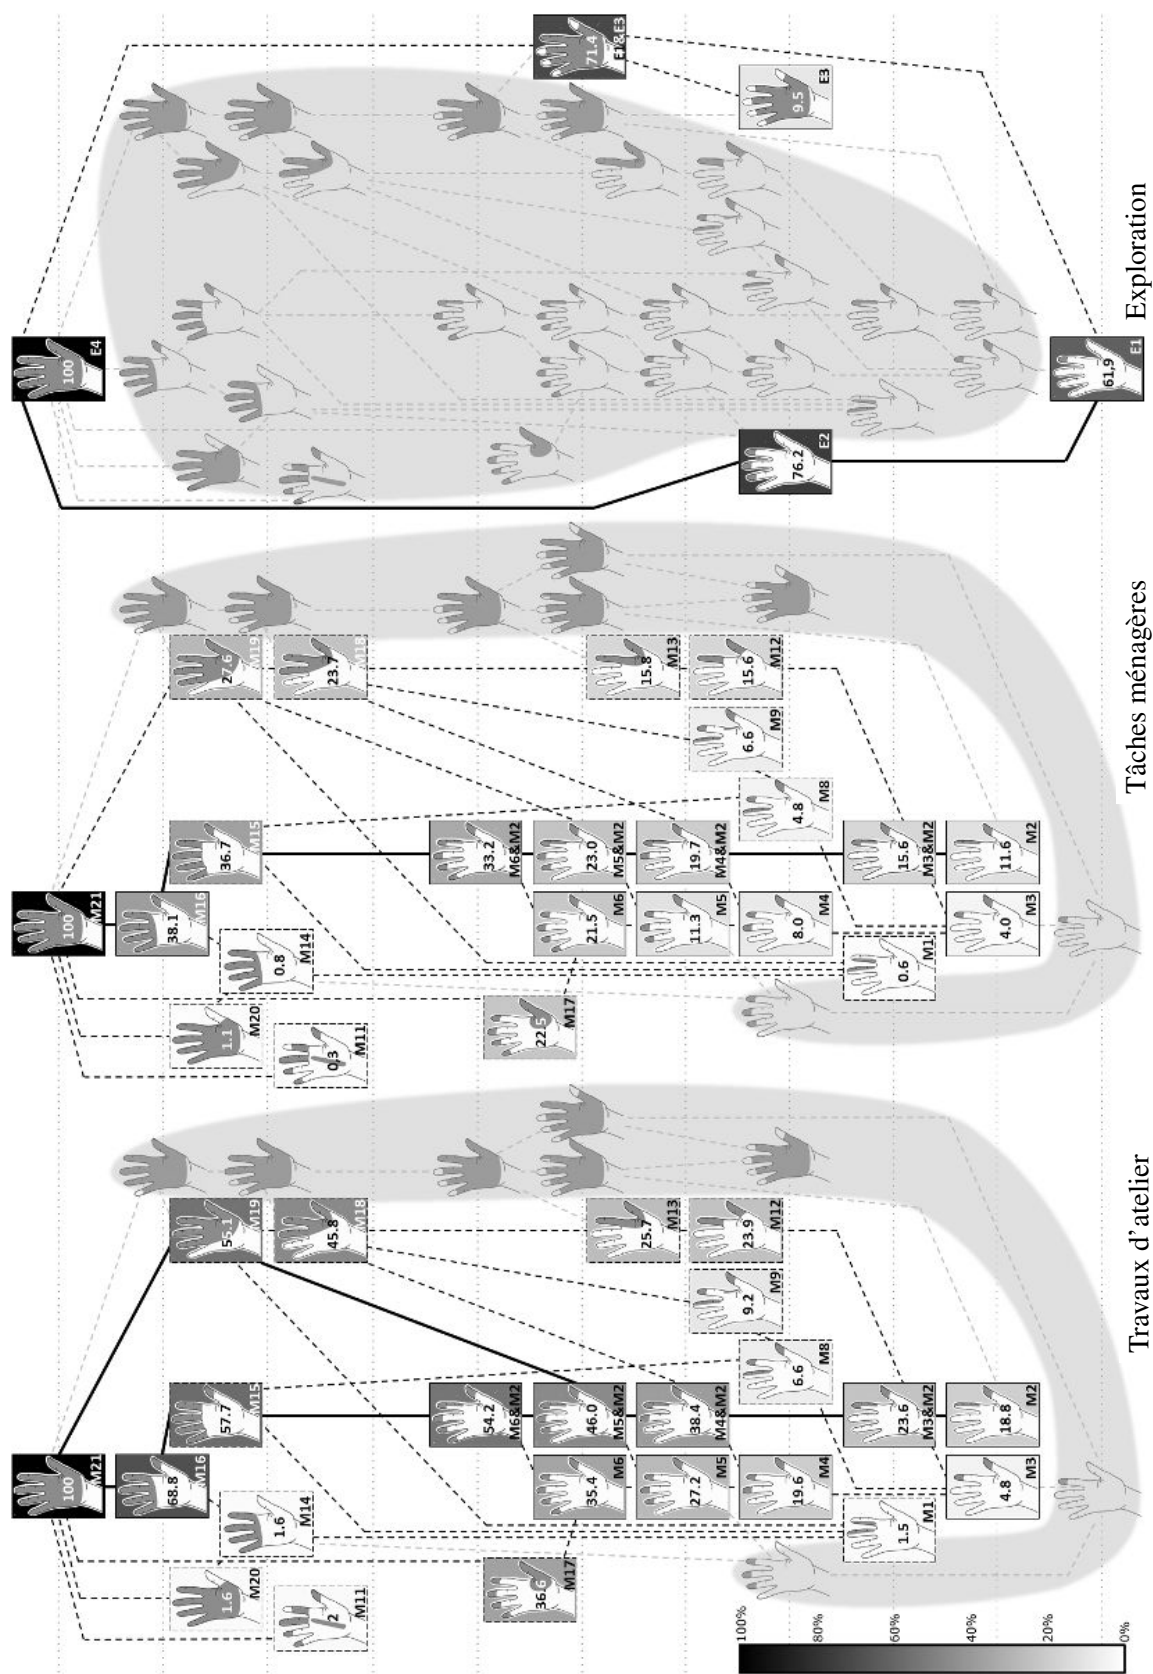 100
M21
68.8
M16
57.7
M15
55.1
M19
45.8
M18
1.6
M14
1.6
M20
2
M11
36.6
M17
54.2
M6&M2
46.0
M5&M2
38.4
M4&M2
35.4
M6
27.2
M5
19.6
M4
25.7
M13
23.9
M12
9.2
M9
6.6
M8
23.6
M3&M2
18.8
M2
4.8
M3
1.5
M1
100%
80%
60%
40%
20%
0%
Travaux d'atelier
100
M21
38.1
M16
36.7
M15
27.6
M19
23.7
M18
0.8
M14
1.1
M20
0,3
M11
22.5
M17
33.2
M6&M2
23.0
M5&M2
19.7
M4&M2
21.5
M6
11.3
M5
8.0
M4
15.8
M13
15.6
M12
6.6
M9
4.8
M8
15.6
M3&M2
11.6
M2
4.0
M3
0.6
M1
Tâches ménagères
100
E4
71.4
E1&E3
9.5
E3
76.2
E2
61,9
E1
Exploration